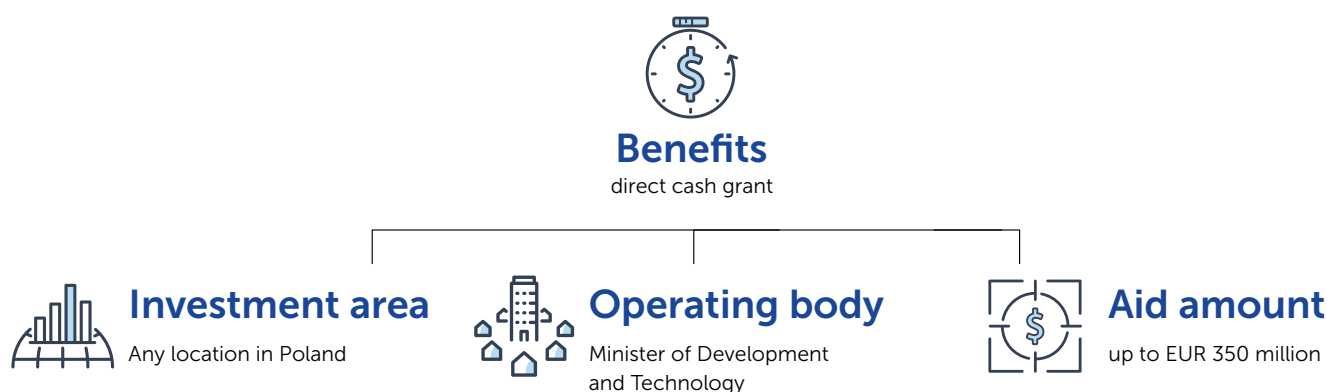 $
Benefits
direct cash grant
Investment area
Any location in Poland
Operating body
Minister of Development
and Technology
$
Aid amount
up to EUR 350 million